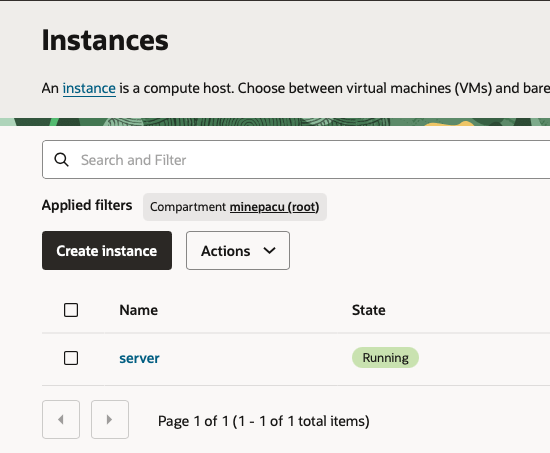 Instances
An instance is a compute host. Choose between virtual machines (VMs) and bare
Search and Filter
Applied filters Compartment minepacu (root)
Create instance Actions
Name State
server Running
Page 1 of 1 (1 - 1 of 1 total items)